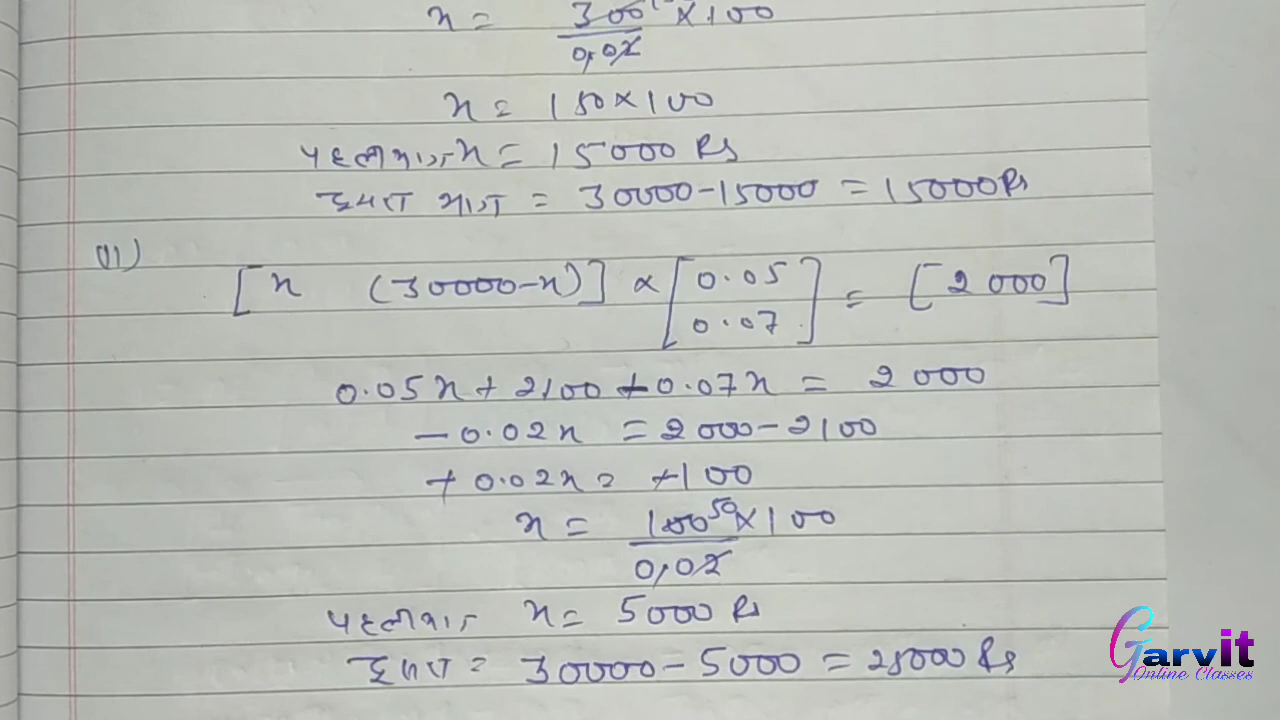 x = 300 × 100
0.02
x = 150 × 100
पहला भाग x = 15000 Rs
दूसरा भाग = 30000 - 15000 = 15000 Rs
(ii)
[x (30000 - x)] × [0.05 0.07] = [2000]
0.05x + 2100 - 0.07x = 2000
- 0.02x = 2000 - 2100
+ 0.02x = +100
x = 100 50 × 100
0.02
पहला भाग x = 5000 Rs
दूसरा = 30000 - 5000 = 25000 Rs
Garvit
Online Classes